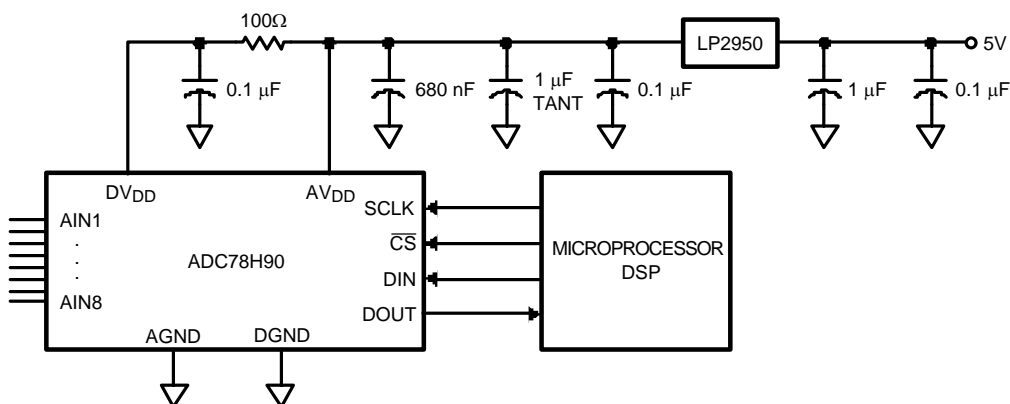 100Ω
LP2950
5V
0.1 µF
680 nF
1 µF
TANT
0.1 µF
1 µF
0.1 µF
DVDD
AVDD
SCLK
AIN1
CS
MICROPROCESSOR
DSP
ADC78H90
DIN
AIN8
DOUT
AGND
DGND